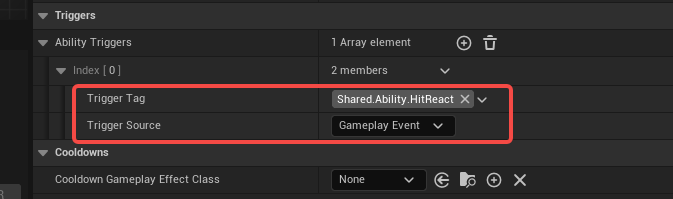 Triggers
Ability Triggers 1 Array element
Index [ 0 ] 2 members
Trigger Tag Shared.Ability.HitReact
Trigger Source Gameplay Event
Cooldowns
Cooldown Gameplay Effect Class None